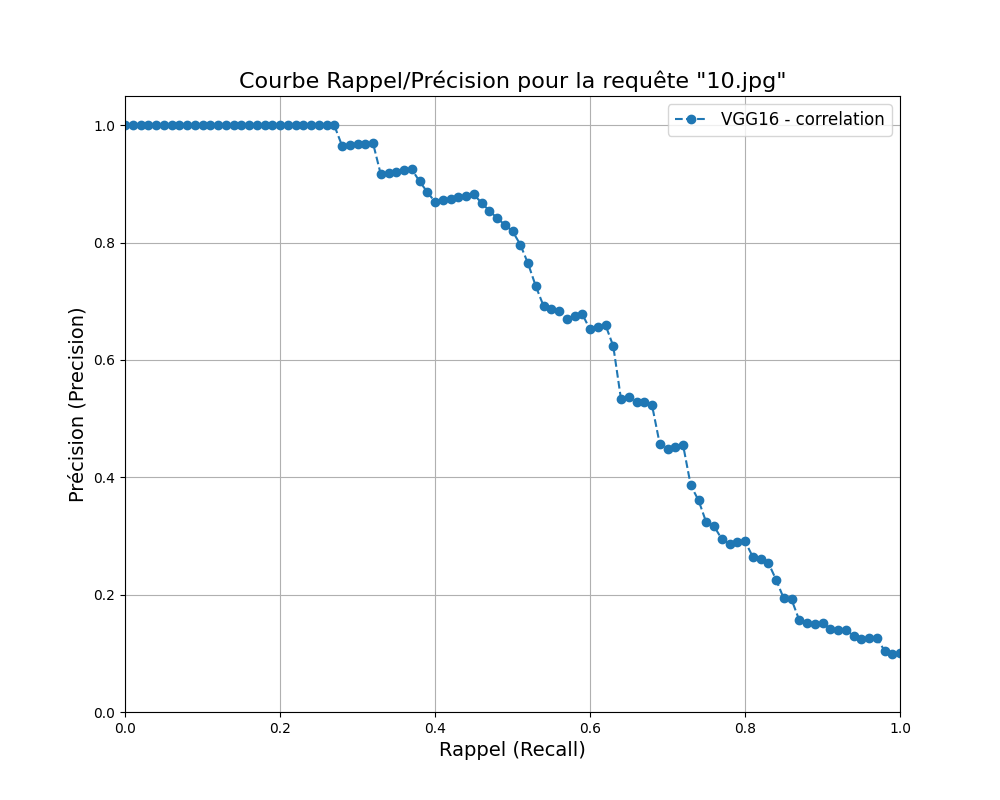 Courbe Rappel/Précision pour la requête "10.jpg"
VGG16 - correlation
Précision (Precision)
1.0
0.8
0.6
0.4
0.2
0.0
0.0 0.2 0.4 0.6 0.8 1.0
Rappel (Recall)